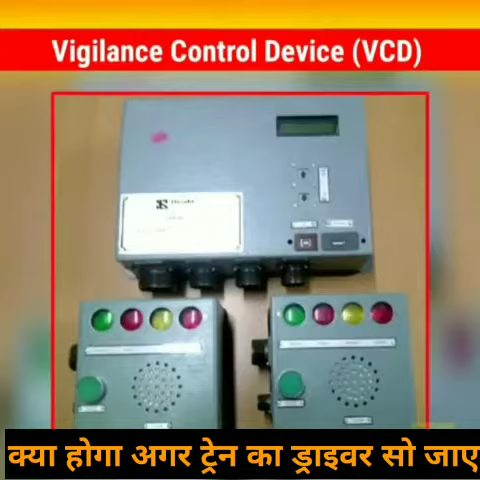 Vigilance Control Device (VCD)
क्या होगा अगर ट्रेन का ड्राइवर सो जाए